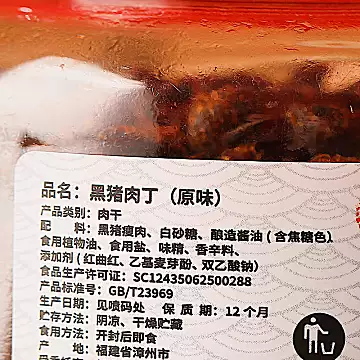 品名：黑猪肉丁（原味）
产品类别：肉干
配　　料：黑猪瘦肉、白砂糖、酿造酱油（含焦糖色）、
食用植物油、食用盐、味精、香辛料、
添加剂（红曲红、乙基麦芽酚、双乙酸钠）
食品生产许可证：SC12435062500288
产品标准号：GB/T23969
生产日期：见喷码处　保 质 期：12个月
贮存方法：阴凉、干燥贮藏
食用方法：开封后即食
产　　地：福建省漳州市